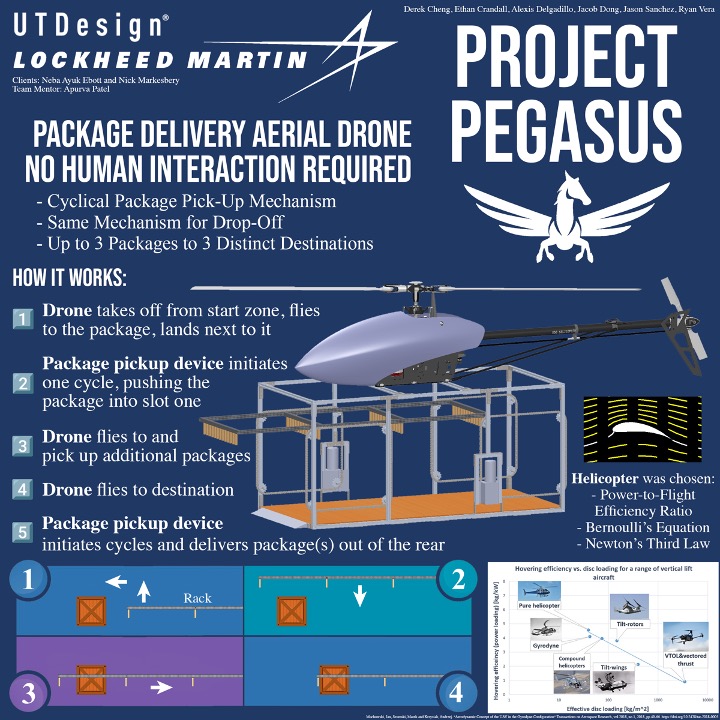 Derek Cheng, Ethan Crandall, Alexis Delgadillo, Jacob Dong, Jason Sanchez, Ryan Vera
UTDesign®
LOCKHEED MARTIN
Clients: Neba Ayuk Ebott and Nick Markesbery
Team Mentor: Apurva Patel
PROJECT
PEGASUS
PACKAGE DELIVERY AERIAL DRONE
NO HUMAN INTERACTION REQUIRED
- Cyclical Package Pick-Up Mechanism
- Same Mechanism for Drop-Off
- Up to 3 Packages to 3 Distinct Destinations
HOW IT WORKS:
1 Drone takes off from start zone, flies
to the package, lands next to it
2 Package pickup device initiates
one cycle, pushing the
package into slot one
3 Drone flies to and
pick up additional packages
4 Drone flies to destination
5 Package pickup device
initiates cycles and delivers package(s) out of the rear
Helicopter was chosen:
- Power-to-Flight
Efficiency Ratio
- Bernoulli's Equation
- Newton's Third Law
1
Rack
2
3
4
Hovering efficiency vs. disc loading for a range of vertical lift
aircraft
Hovering efficiency (power loading) [kg/kW]
Pure helicopter
Tilt-rotors
Gyrodyne
VTOL&vectored
thrust
Compound
helicopters
Tilt-wings
Effective disc loading [kg/m^2]